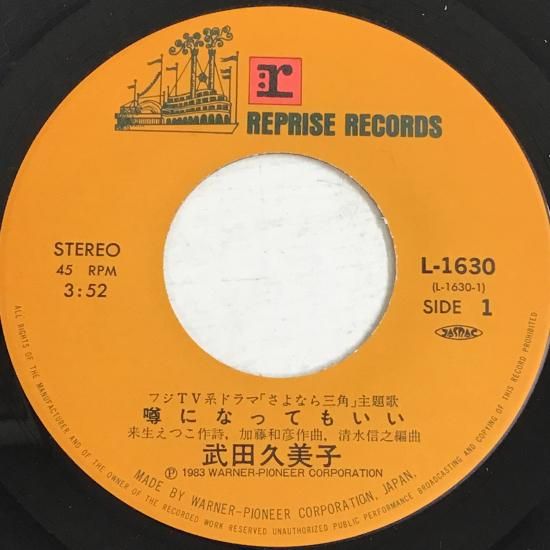 r
REPRISE RECORDS
STEREO
45 RPM
3:52
L-1630
(L-1630-1)
SIDE 1
JASRAC
フジTV系ドラマ「さよなら三角」主題歌
噂になってもいい
来生えつこ作詩, 加藤和彦作曲, 清水信之編曲
武田久美子
Ⓟ 1983 WARNER-PIONEER CORPORATION
MADE BY WARNER-PIONEER CORPORATION, JAPAN.
ALL RIGHTS OF THE MANUFACTURER AND OF THE OWNER OF THE RECORDED WORK RESERVED UNAUTHORIZED PUBLIC PERFORMANCE BROADCASTING AND COPYING OF THIS RECORD PROHIBITED